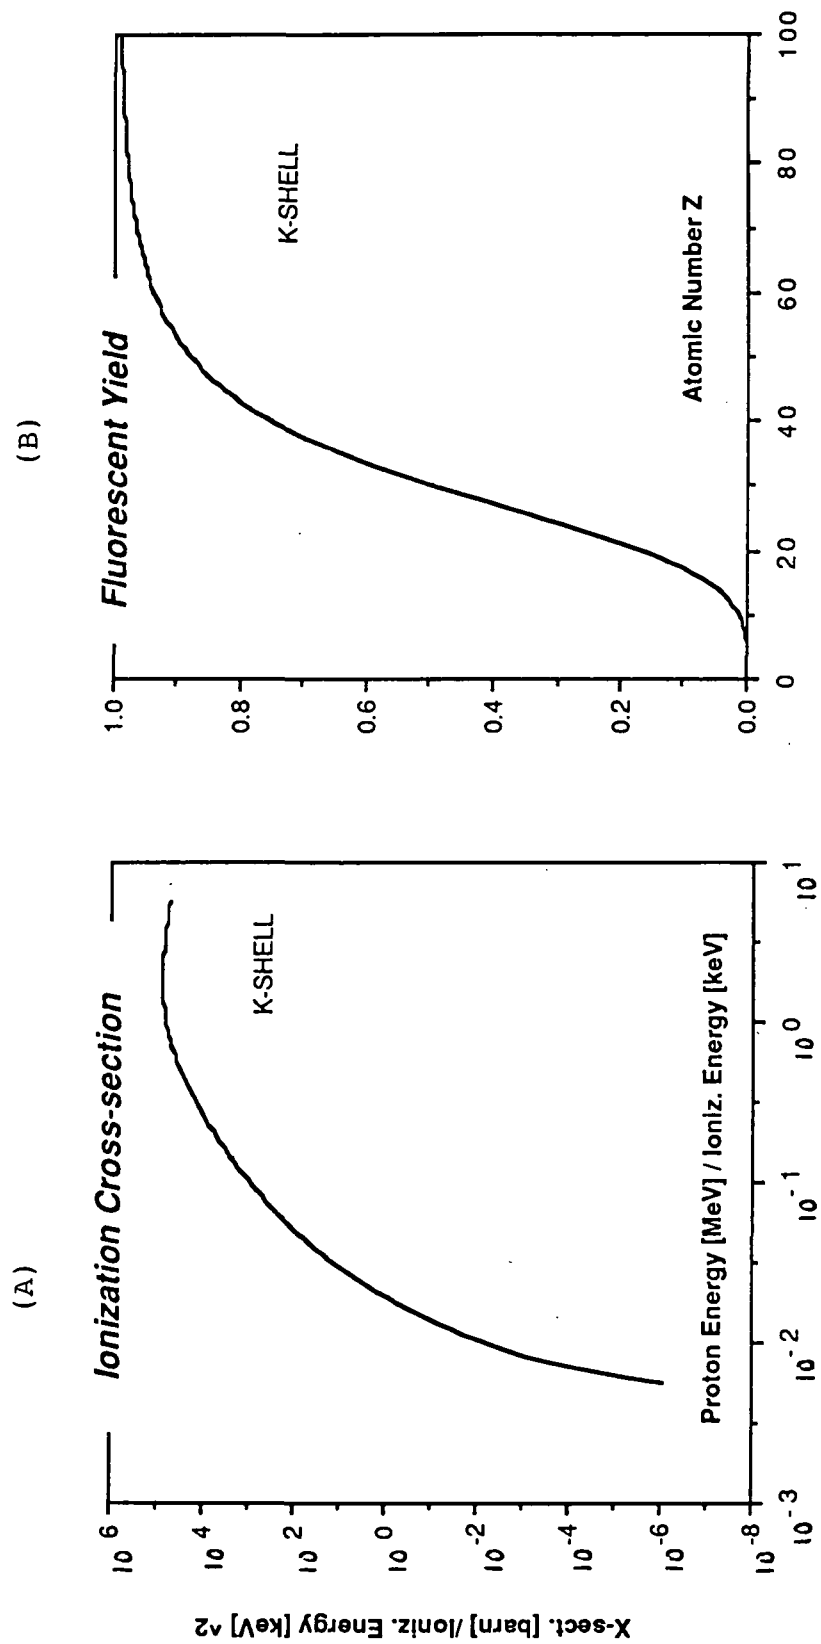 (A)
Ionization Cross-section
K-SHELL
X-sect. [barn]/Ioniz. Energy [keV] ^2
10 6
10 4
10 2
10 0
10 -2
10 -4
10 -6
10 -8
10 -3
10 -2
10 -1
10 0
10 1
Proton Energy [MeV] / Ioniz. Energy [keV]
(B)
Fluorescent Yield
K-SHELL
1.0
0.8
0.6
0.4
0.2
0.0
0
20
40
60
80
100
Atomic Number Z